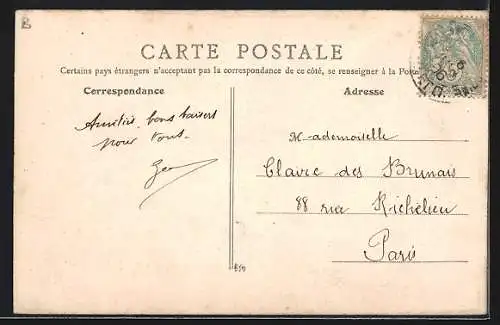 CARTE POSTALE
Certains pays étrangers n'acceptant pas la correspondance de ce côté, se renseigner à la Poste
Correspondance
Adresse
Amitiés, bons baisers
pour tous.
Mademoiselle
Claire des Brunais
88 rue Richelieu
Paris